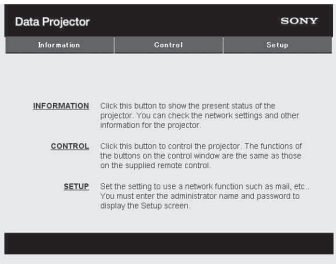 Data Projector SONY
Information Control Setup
INFORMATION Click this button to show the present status of the
projector. You can check the network settings and other
information for the projector.
CONTROL Click this button to control the projector. The functions of
the buttons on the control window are the same as those
on the supplied remote control.
SETUP Set the setting to use a network function such as mail, etc..
You must enter the administrator name and password to
display the Setup screen.